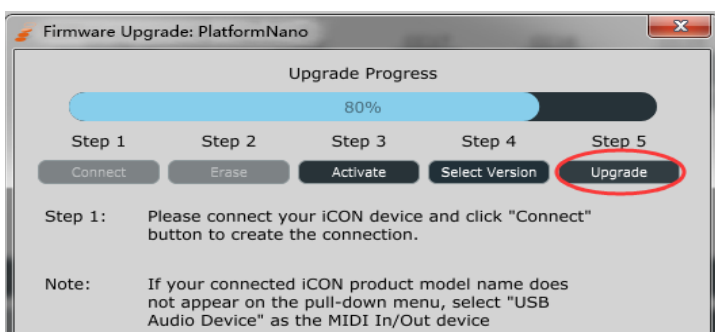 Firmware Upgrade: PlatformNano
Upgrade Progress
80%
Step 1 Step 2 Step 3 Step 4 Step 5
Connect Erase Activate Select Version Upgrade
Step 1: Please connect your iCON device and click "Connect"
button to create the connection.
Note: If your connected iCON product model name does
not appear on the pull-down menu, select "USB
Audio Device" as the MIDI In/Out device